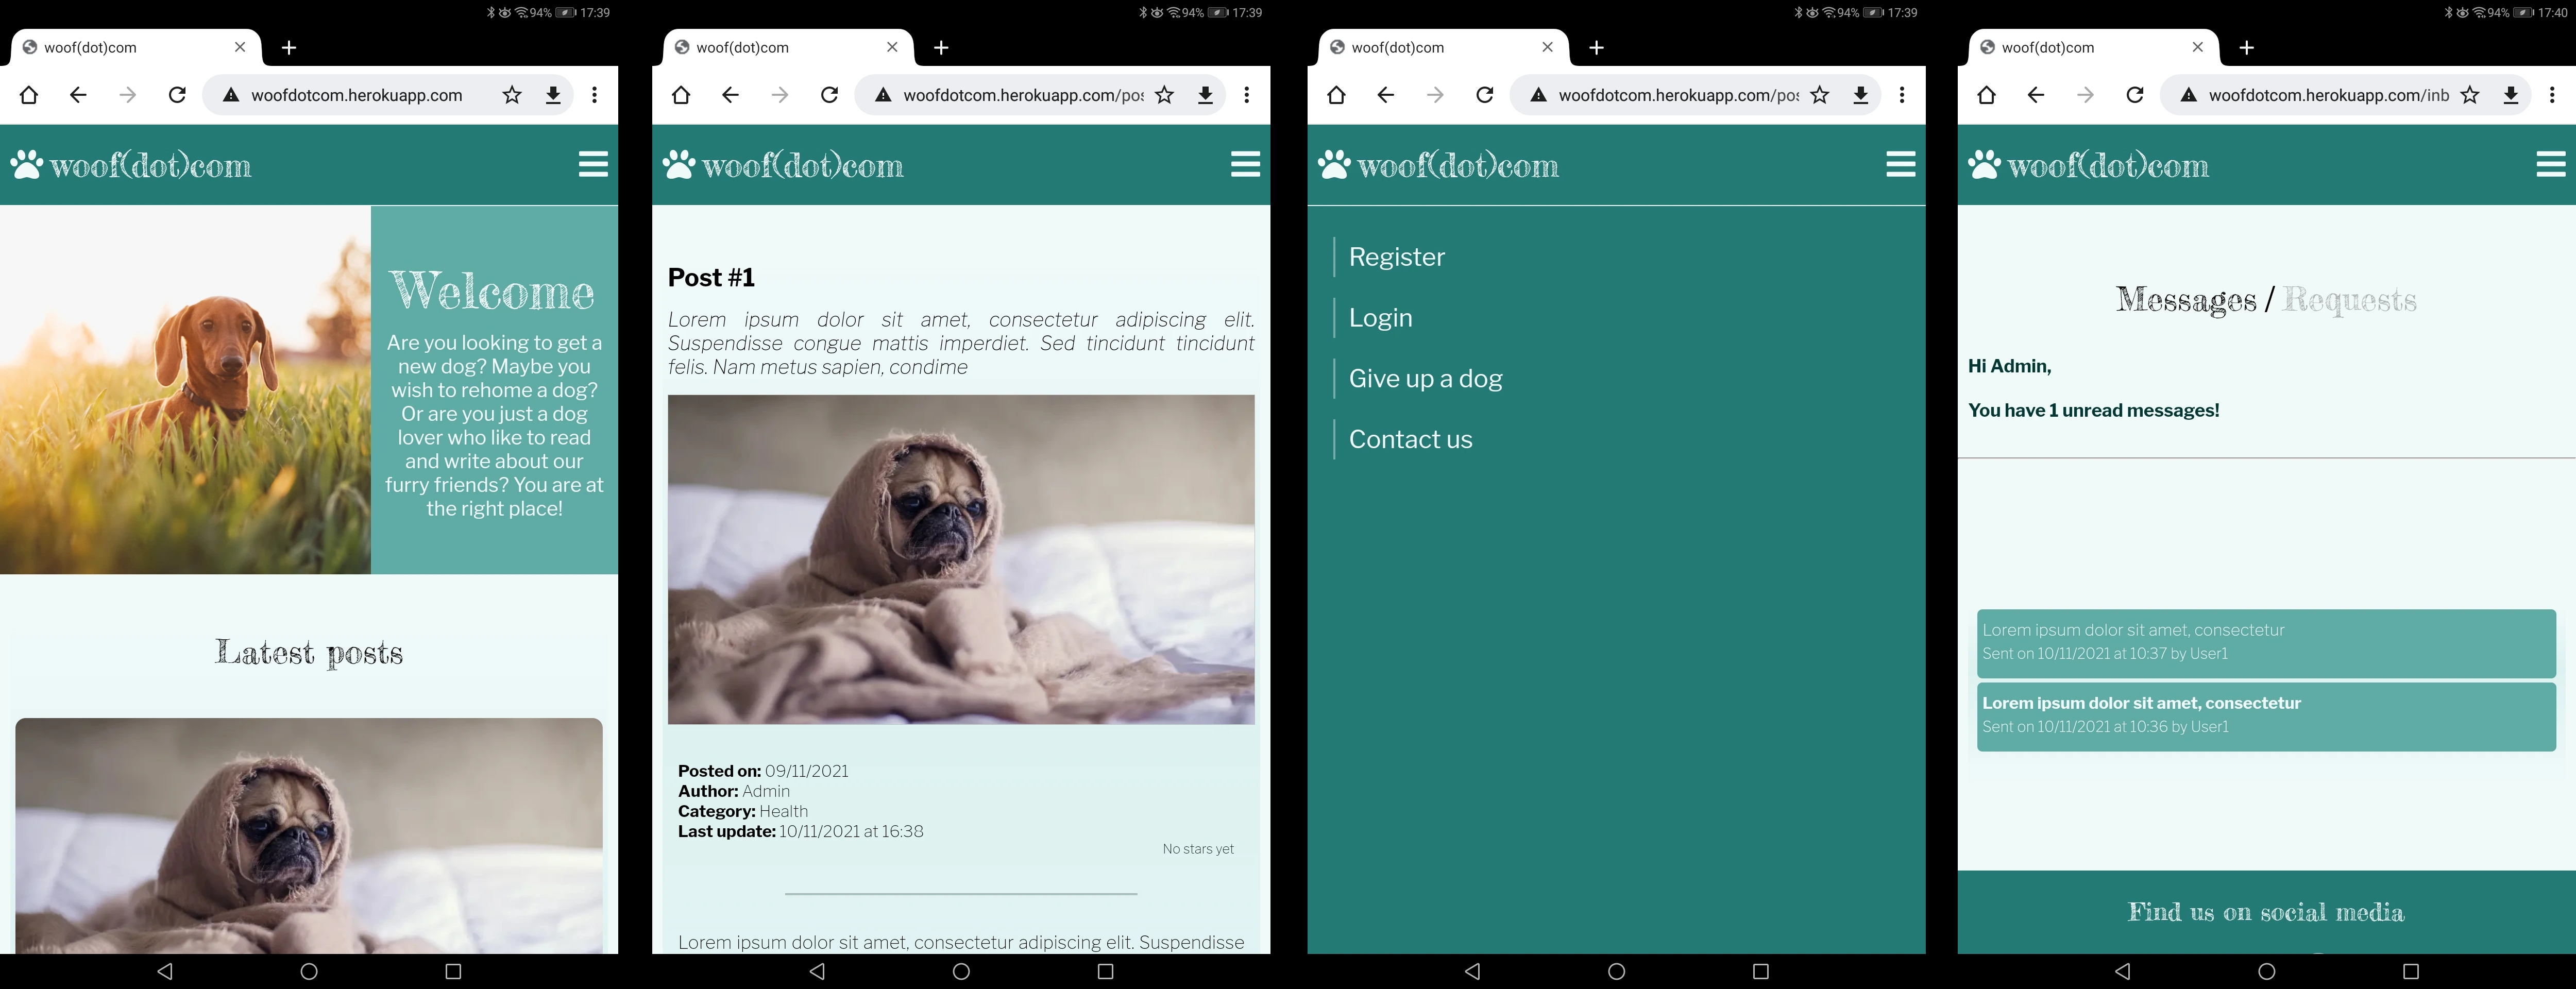 94% 17:39
woof(dot)com
woofdotcom.herokuapp.com
woof(dot)com
Welcome
Are you looking to get a
new dog? Maybe you
wish to rehome a dog?
Or are you just a dog
lover who like to read
and write about our
furry friends? You are at
the right place!
Latest posts
94% 17:39
woof(dot)com
woofdotcom.herokuapp.com/pos
woof(dot)com
Post #1
Lorem ipsum dolor sit amet, consectetur adipiscing elit.
Suspendisse congue mattis imperdiet. Sed tincidunt tincidunt
felis. Nam metus sapien, condime
Posted on: 09/11/2021
Author: Admin
Category: Health
Last update: 10/11/2021 at 16:38
No stars yet
Lorem ipsum dolor sit amet, consectetur adipiscing elit. Suspendisse
94% 17:39
woof(dot)com
woofdotcom.herokuapp.com/pos
woof(dot)com
Register
Login
Give up a dog
Contact us
94% 17:40
woof(dot)com
woofdotcom.herokuapp.com/inb
woof(dot)com
Messages / Requests
Hi Admin,
You have 1 unread messages!
Lorem ipsum dolor sit amet, consectetur
Sent on 10/11/2021 at 10:37 by User1
Lorem ipsum dolor sit amet, consectetur
Sent on 10/11/2021 at 10:36 by User1
Find us on social media